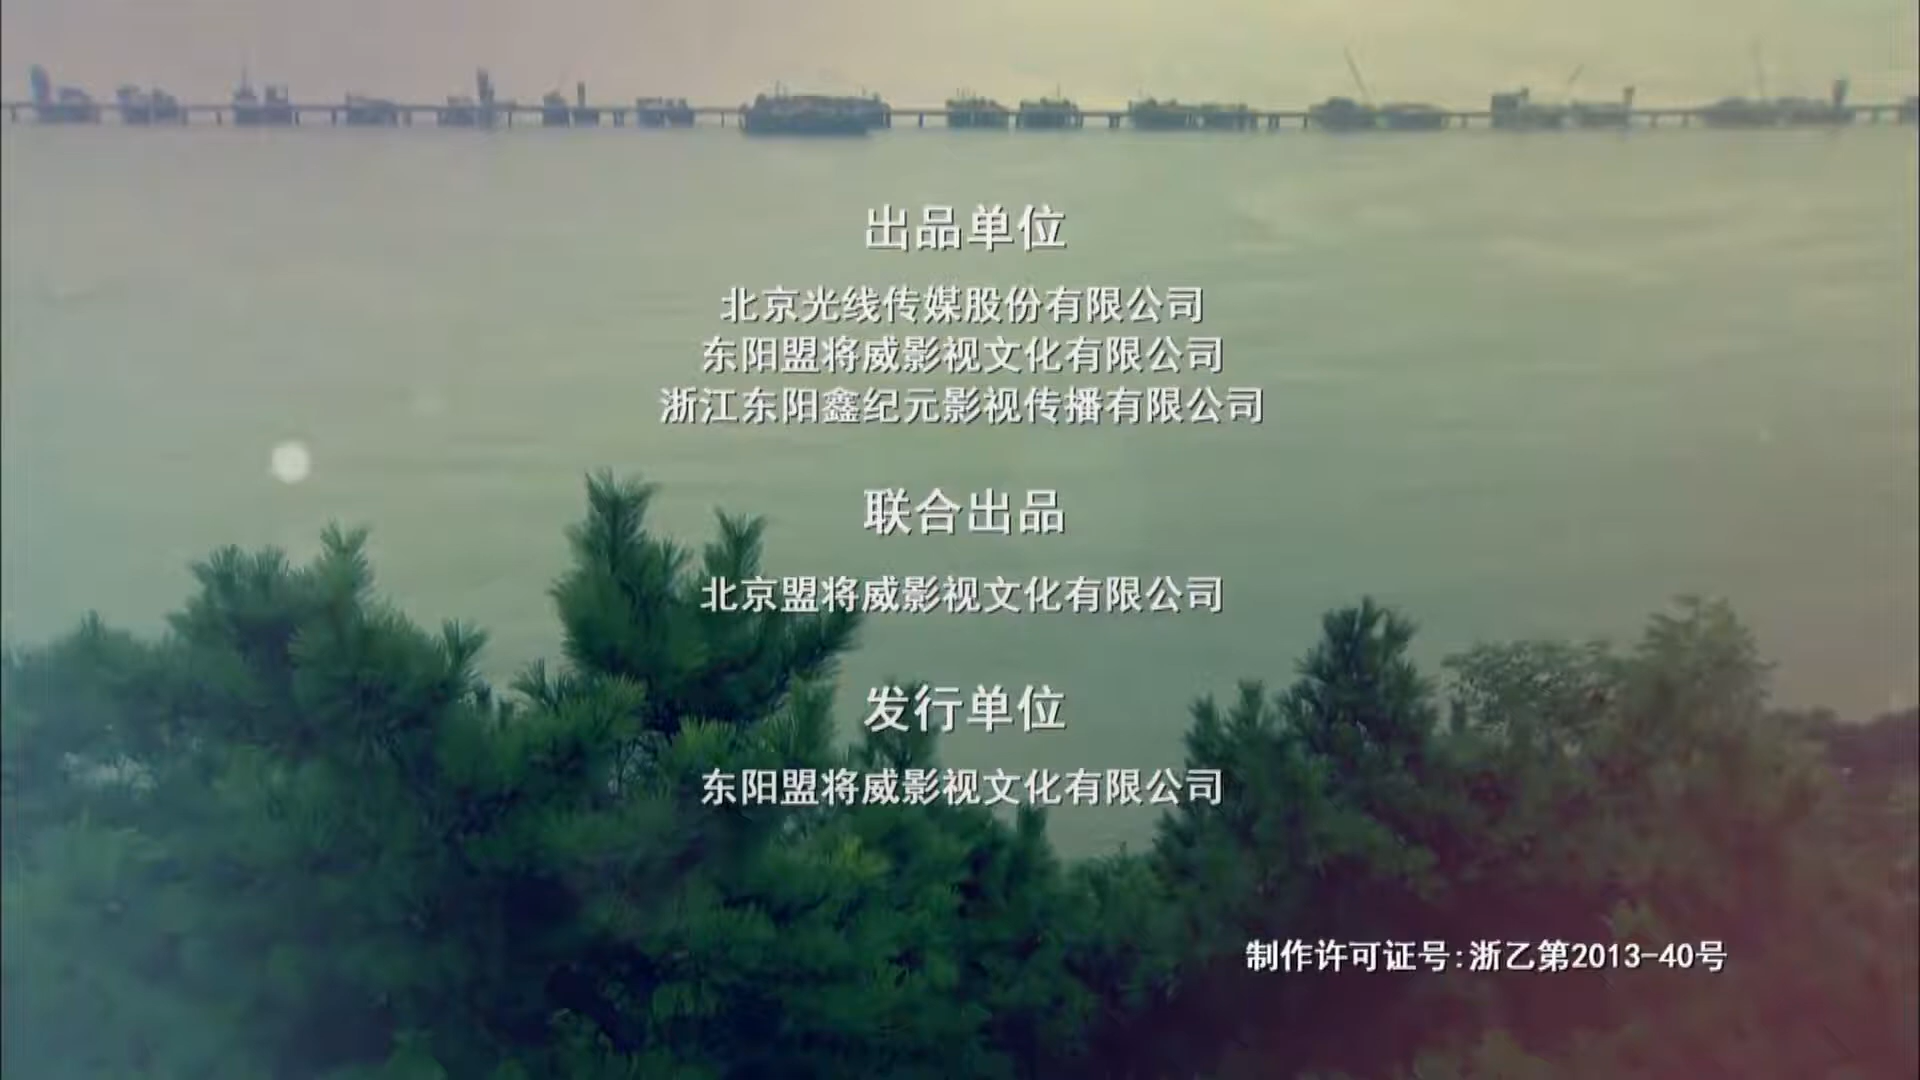 出品单位
北京光线传媒股份有限公司
东阳盟将威影视文化有限公司
浙江东阳鑫纪元影视传播有限公司
联合出品
北京盟将威影视文化有限公司
发行单位
东阳盟将威影视文化有限公司
制作许可证号:浙乙第2013-40号